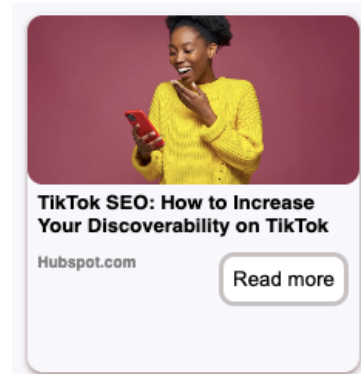 TikTok SEO: How to Increase
Your Discoverability on TikTok
Hubspot.com
Read more